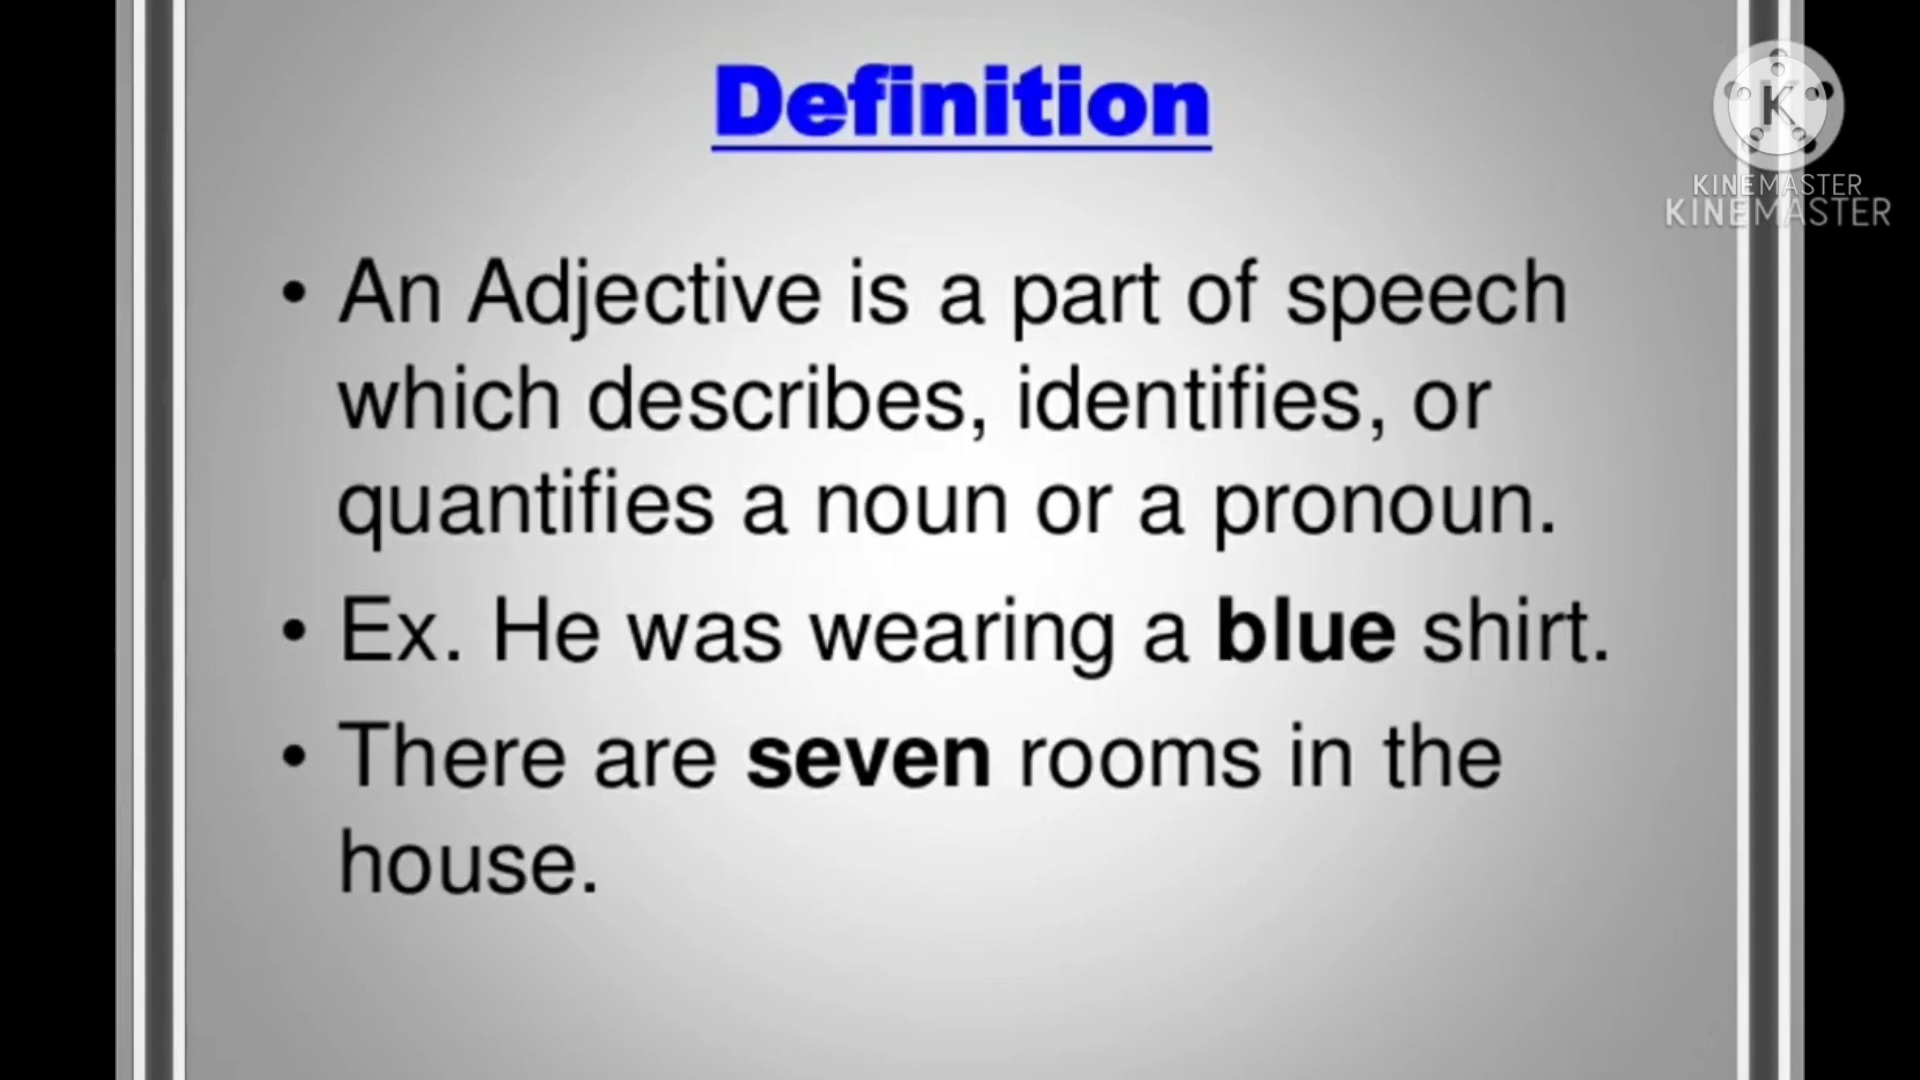 Definition
K
KINEMASTER
KINEMASTER
• An Adjective is a part of speech
which describes, identifies, or
quantifies a noun or a pronoun.
• Ex. He was wearing a blue shirt.
• There are seven rooms in the
house.